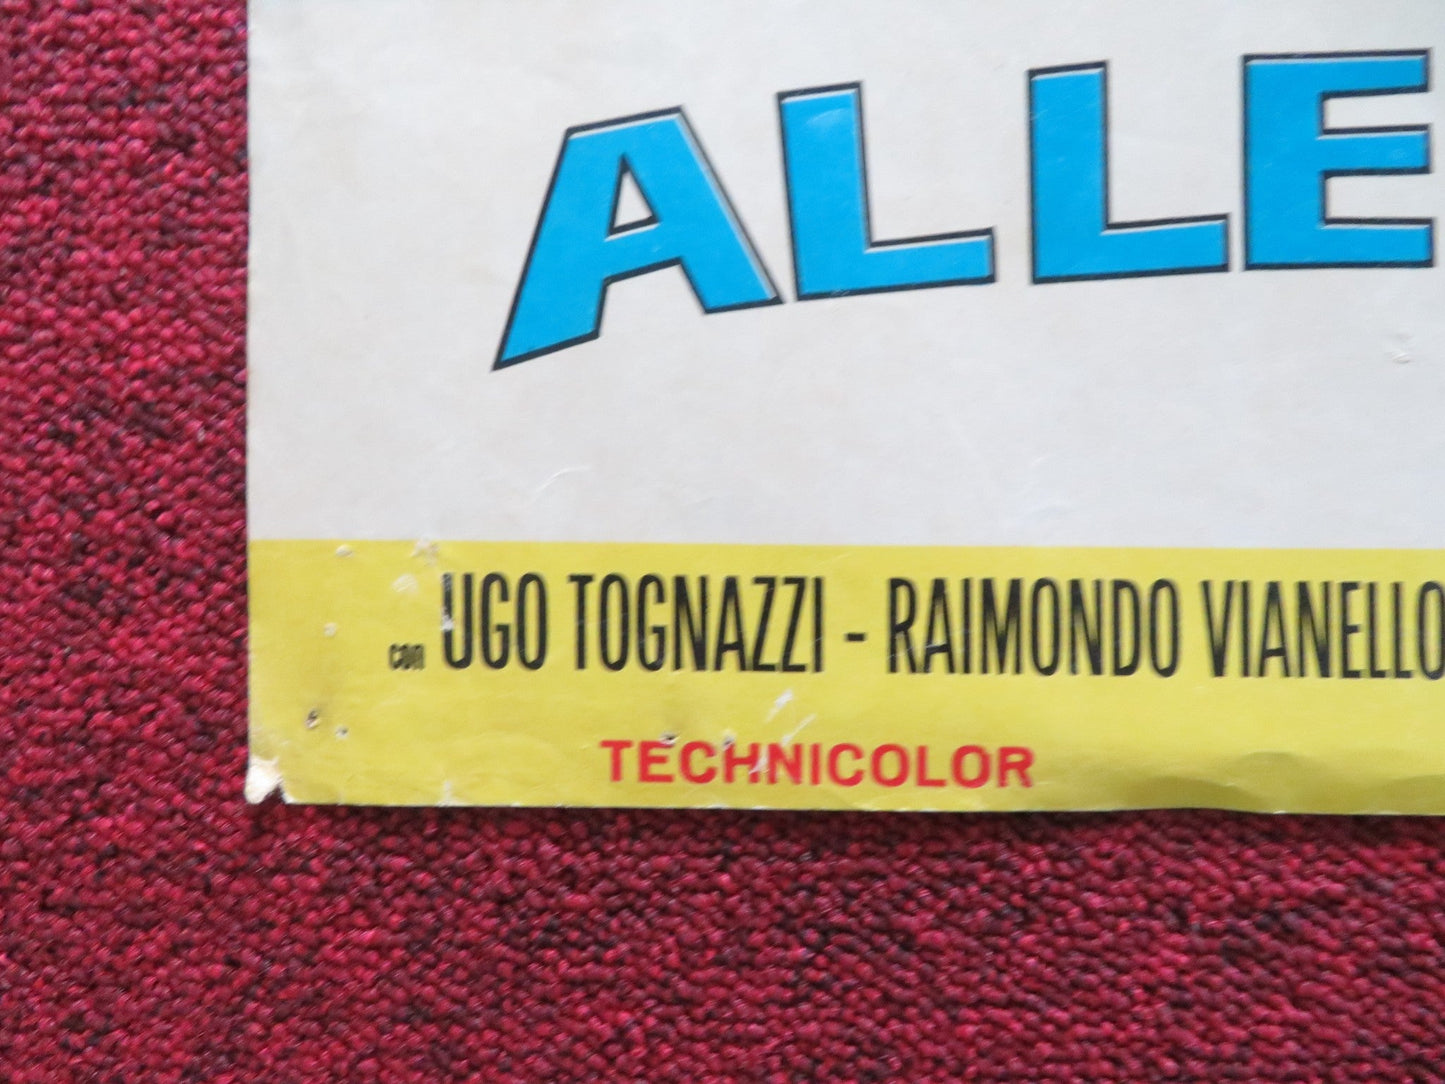 ALLE
con UGO TOGNAZZI - RAIMONDO VIANELLO
TECHNICOLOR